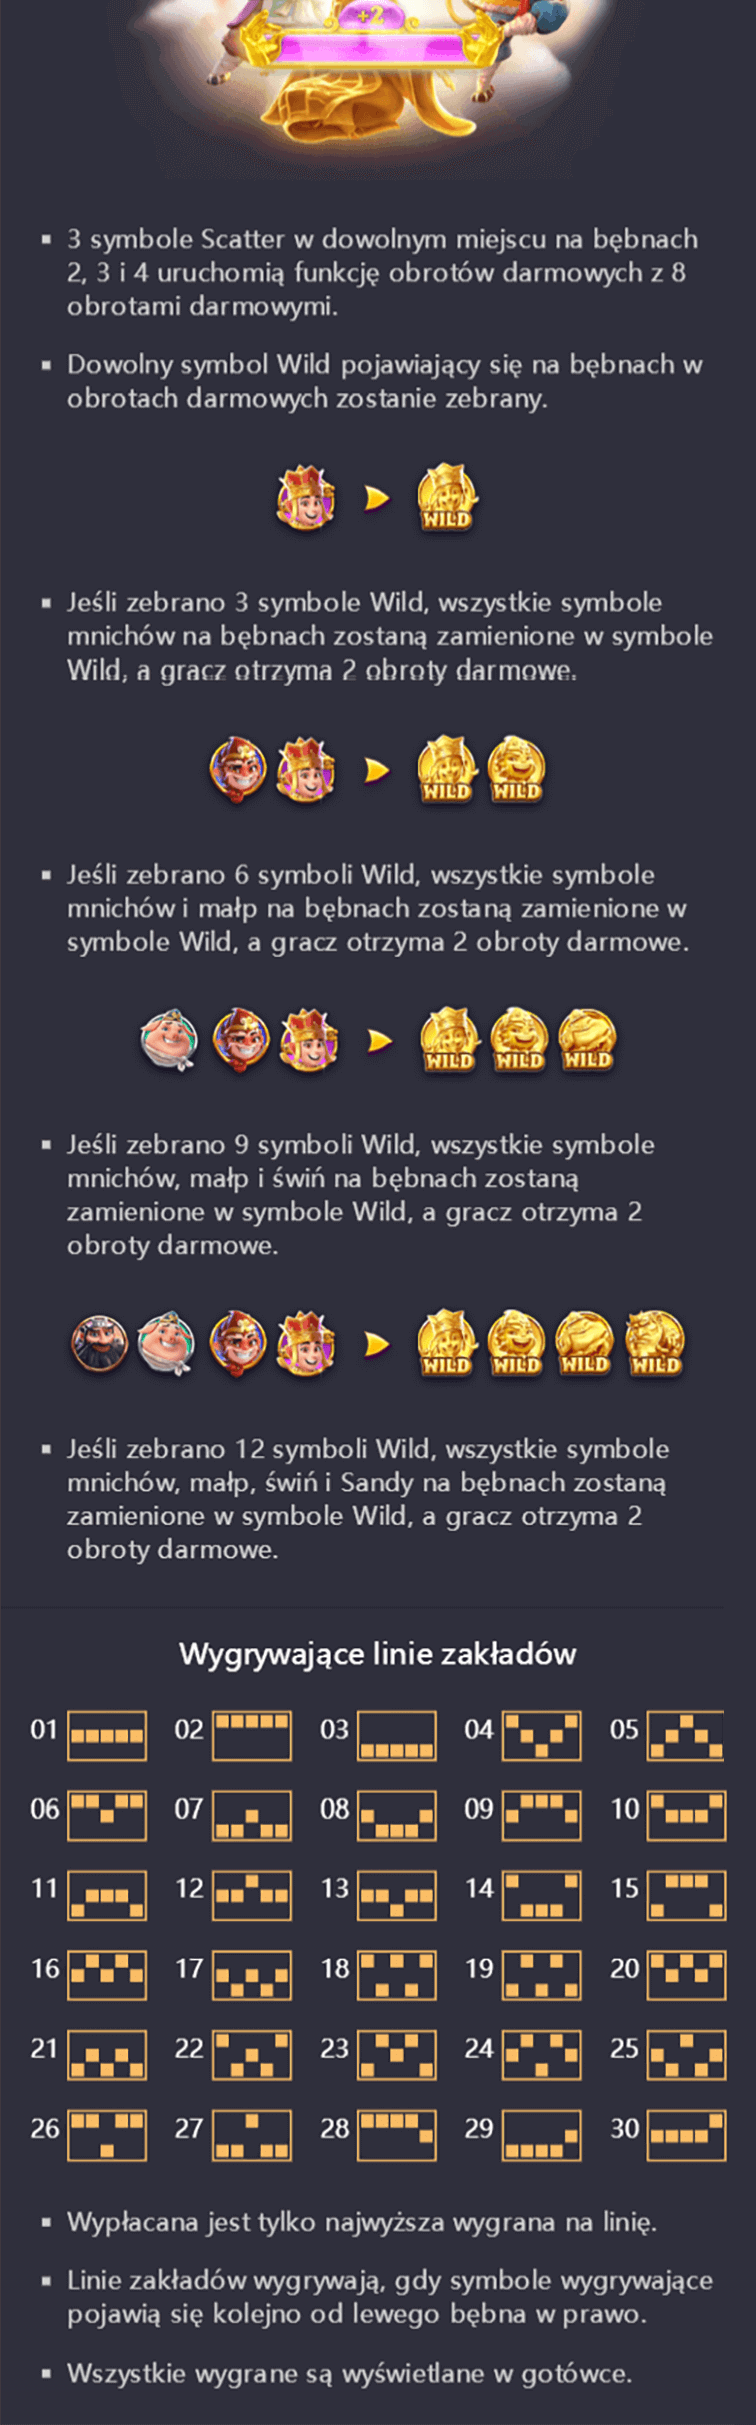 +2
3 symbole Scatter w dowolnym miejscu na bębnach
2, 3 i 4 uruchomią funkcję obrotów darmowych z 8
obrotami darmowymi.
Dowolny symbol Wild pojawiający się na bębnach w
obrotach darmowych zostanie zebrany.
WILD
Jeśli zebrano 3 symbole Wild, wszystkie symbole
mnichów na bębnach zostaną zamienione w symbole
Wild, a gracz otrzyma 2 obroty darmowe.
WILD WILD
Jeśli zebrano 6 symboli Wild, wszystkie symbole
mnichów i małp na bębnach zostaną zamienione w
symbole Wild, a gracz otrzyma 2 obroty darmowe.
WILD WILD WILD
Jeśli zebrano 9 symboli Wild, wszystkie symbole
mnichów, małp i świń na bębnach zostaną
zamienione w symbole Wild, a gracz otrzyma 2
obroty darmowe.
WILD WILD WILD WILD
Jeśli zebrano 12 symboli Wild, wszystkie symbole
mnichów, małp, świń i Sandy na bębnach zostaną
zamienione w symbole Wild, a gracz otrzyma 2
obroty darmowe.
Wygrywające linie zakładów
01 02 03 04 05
06 07 08 09 10
11 12 13 14 15
16 17 18 19 20
21 22 23 24 25
26 27 28 29 30
Wypłacana jest tylko najwyższa wygrana na linię.
Linie zakładów wygrywają, gdy symbole wygrywające
pojawią się kolejno od lewego bębna w prawo.
Wszystkie wygrane są wyświetlane w gotówce.